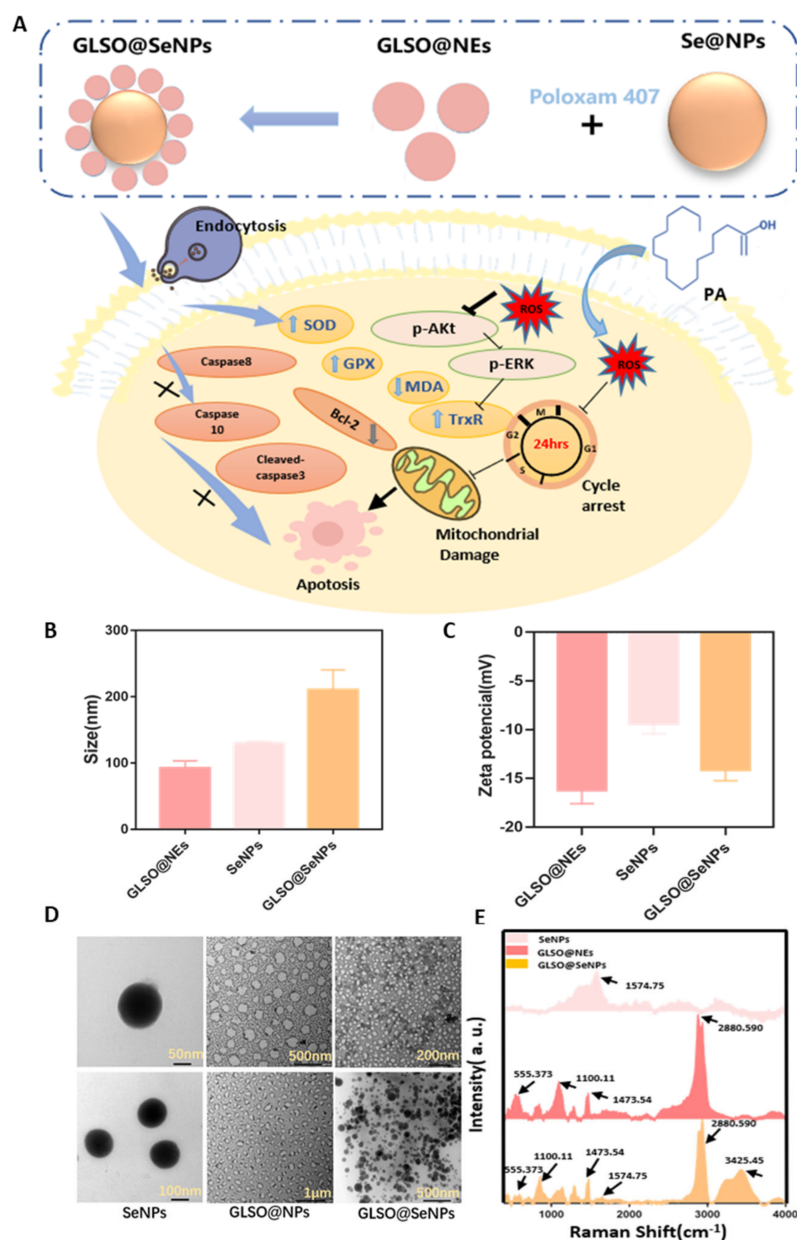 A
GLSO@SeNPs
GLSO@NEs
Se@NPs
Poloxam 407
+
Endocytosis
OH
PA
SOD
p-AKt
ROS
Caspase8
GPX
p-ERK
ROS
MDA
Caspase
10
Bcl-2
TrxR
M
G2
24hrs
G1
S
Cleaved-
caspase3
Cycle
arrest
Mitochondrial
Damage
Apotosis
B
300
200
100
0
Size(nm)
GLSO@NEs
SeNPs
GLSO@SeNPs
C
0
-5
-10
-15
-20
Zeta potencial(mV)
GLSO@NEs
SeNPs
GLSO@SeNPs
D
50nm
500nm
200nm
100nm
1μm
500nm
SeNPs
GLSO@NPs
GLSO@SeNPs
E
SeNPs
GLSO@NEs
GLSO@SeNPs
1574.75
2880.590
555.373
1100.11
1473.54
2880.590
1100.11
1473.54
3425.45
555.373
1574.75
Intensity( a. u.)
1000
2000
3000
4000
Raman Shift(cm-1)